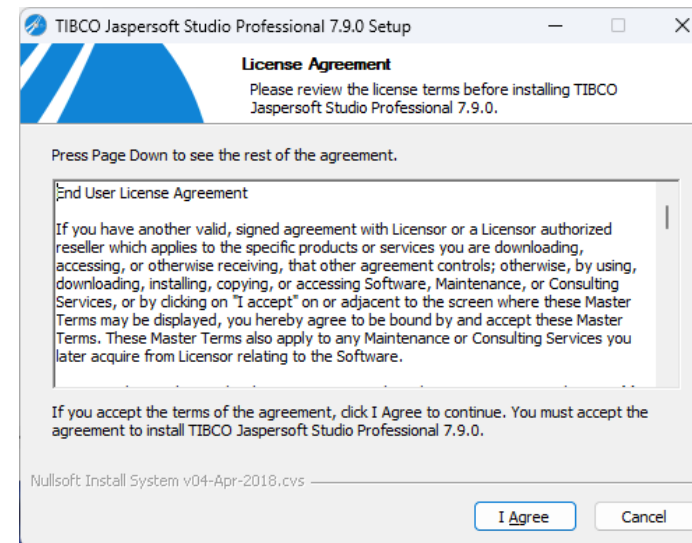 TIBCO Jaspersoft Studio Professional 7.9.0 Setup
License Agreement
Please review the license terms before installing TIBCO
Jaspersoft Studio Professional 7.9.0.
Press Page Down to see the rest of the agreement.
End User License Agreement
If you have another valid, signed agreement with Licensor or a Licensor authorized
reseller which applies to the specific products or services you are downloading,
accessing, or otherwise receiving, that other agreement controls; otherwise, by using,
downloading, installing, copying, or accessing Software, Maintenance, or Consulting
Services, or by clicking on "I accept" on or adjacent to the screen where these Master
Terms may be displayed, you hereby agree to be bound by and accept these Master
Terms. These Master Terms also apply to any Maintenance or Consulting Services you
later acquire from Licensor relating to the Software.
If you accept the terms of the agreement, click I Agree to continue. You must accept the
agreement to install TIBCO Jaspersoft Studio Professional 7.9.0.
Nullsoft Install System v04-Apr-2018.cvs
I Agree
Cancel